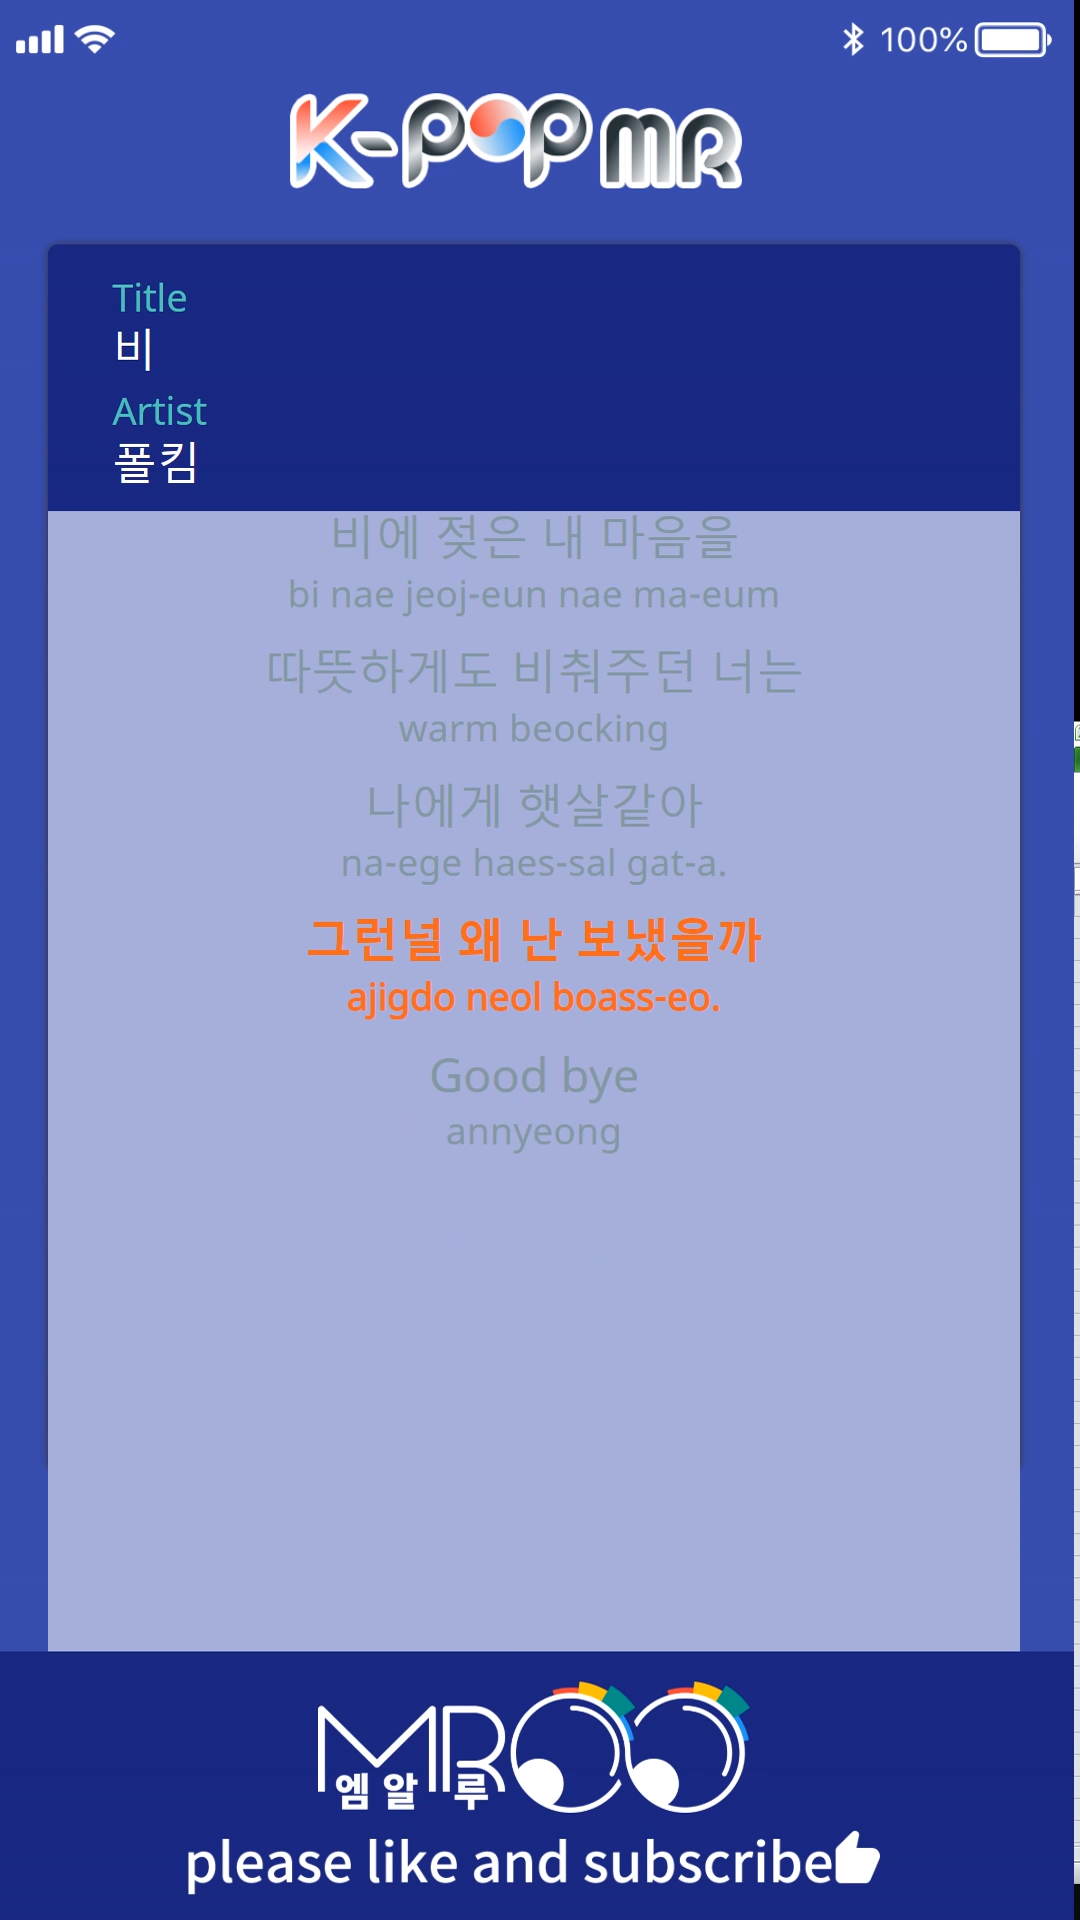 100%
K-POP MR
Title
비
Artist
폴킴
비에 젖은 내 마음을
bi nae jeoj-eun nae ma-eum
따뜻하게도 비춰주던 너는
warm beocking
나에게 햇살같아
na-ege haes-sal gat-a.
그런널 왜 난 보냈을까
ajigdo neol boass-eo.
Good bye
annyeong
MROO
엠알루
please like and subscribe